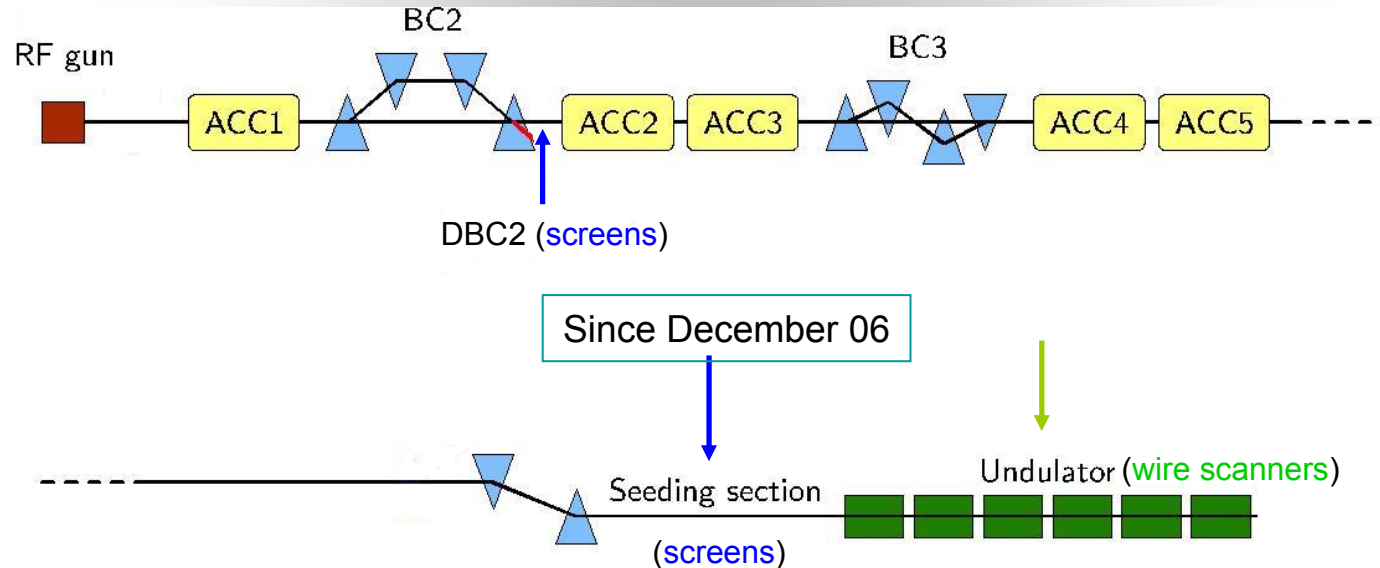 BC2
RF gun
BC3
ACC1
ACC2
ACC3
ACC4
ACC5
DBC2 (screens)
Since December 06
Seeding section
(screens)
Undulator (wire scanners)